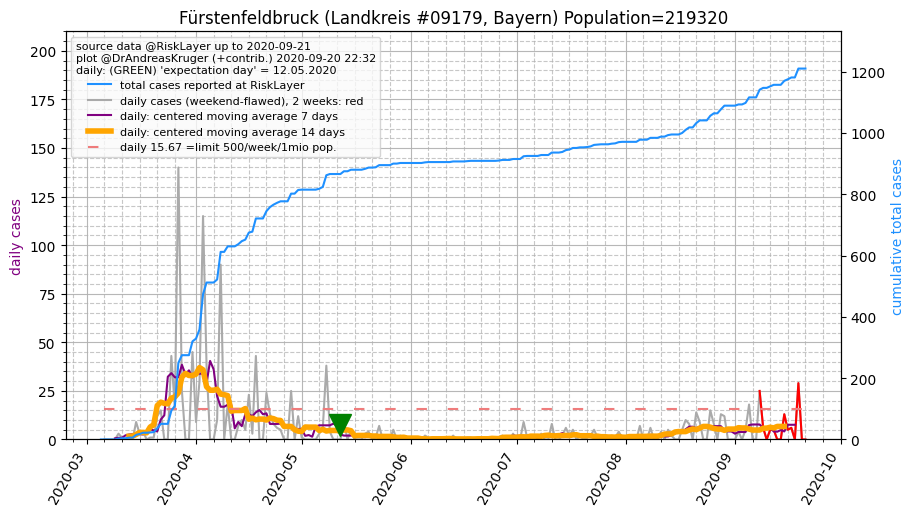 Fürstenfeldbruck (Landkreis #09179, Bayern) Population=219320
source data @RiskLayer up to 2020-09-21
plot @DrAndreasKruger (+contrib.) 2020-09-20 22:32
daily: (GREEN) 'expectation day' = 12.05.2020
total cases reported at RiskLayer
daily cases (weekend-flawed), 2 weeks: red
daily: centered moving average 7 days
daily: centered moving average 14 days
daily 15.67 =limit 500/week/1mio pop.
daily cases
200
175
150
125
100
75
50
25
0
1200
1000
800
600
400
200
0
cumulative total cases
2020-03
2020-04
2020-05
2020-06
2020-07
2020-08
2020-09
2020-10